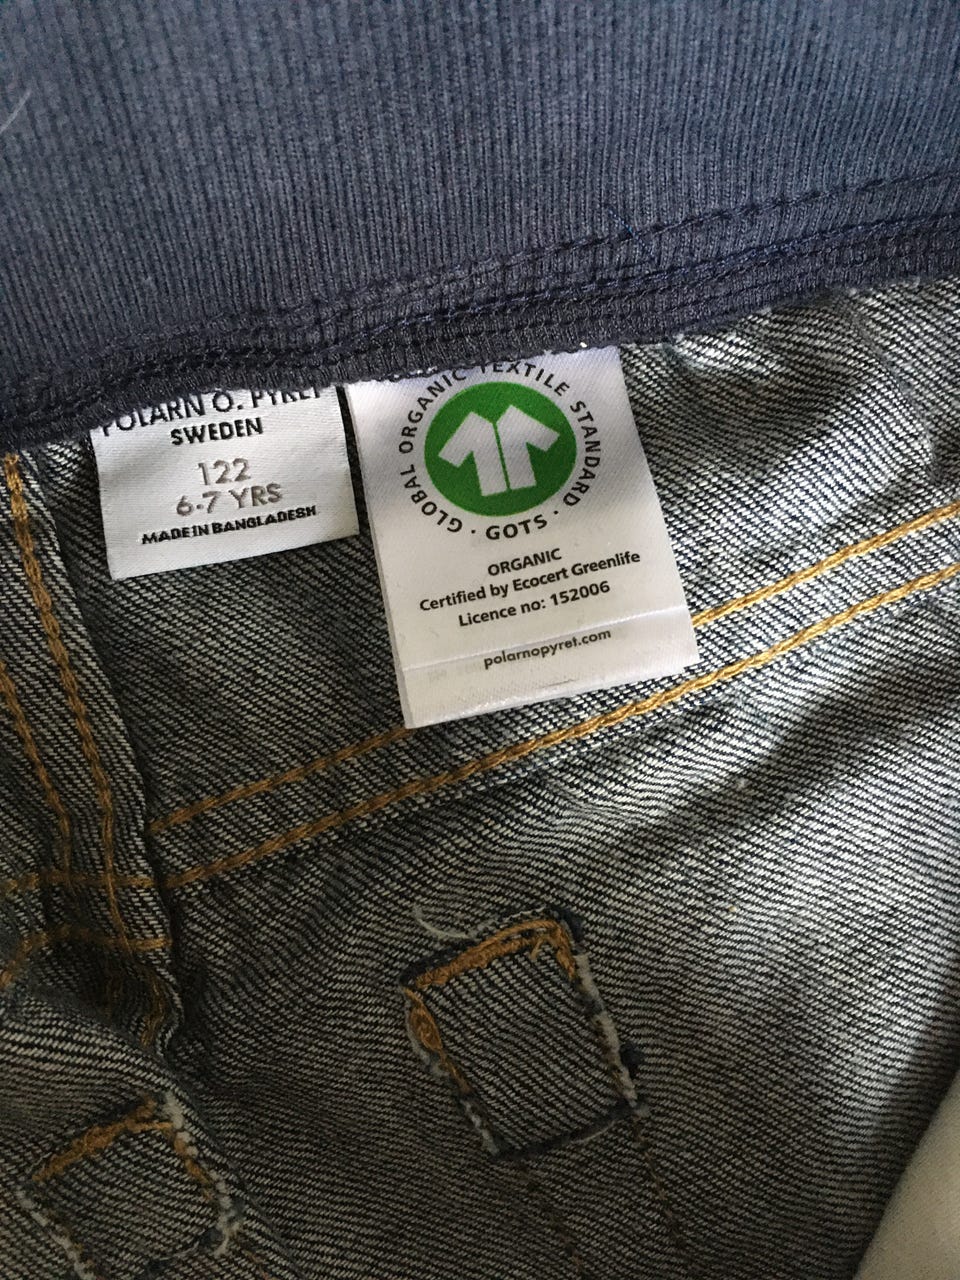 POLARN O. PYRET
SWEDEN
122
6-7 YRS
MADE IN BANGLADESH
GLOBAL ORGANIC TEXTILE STANDARD · GOTS ·
ORGANIC
Certified by Ecocert Greenlife
Licence no: 152006
polarnopyret.com